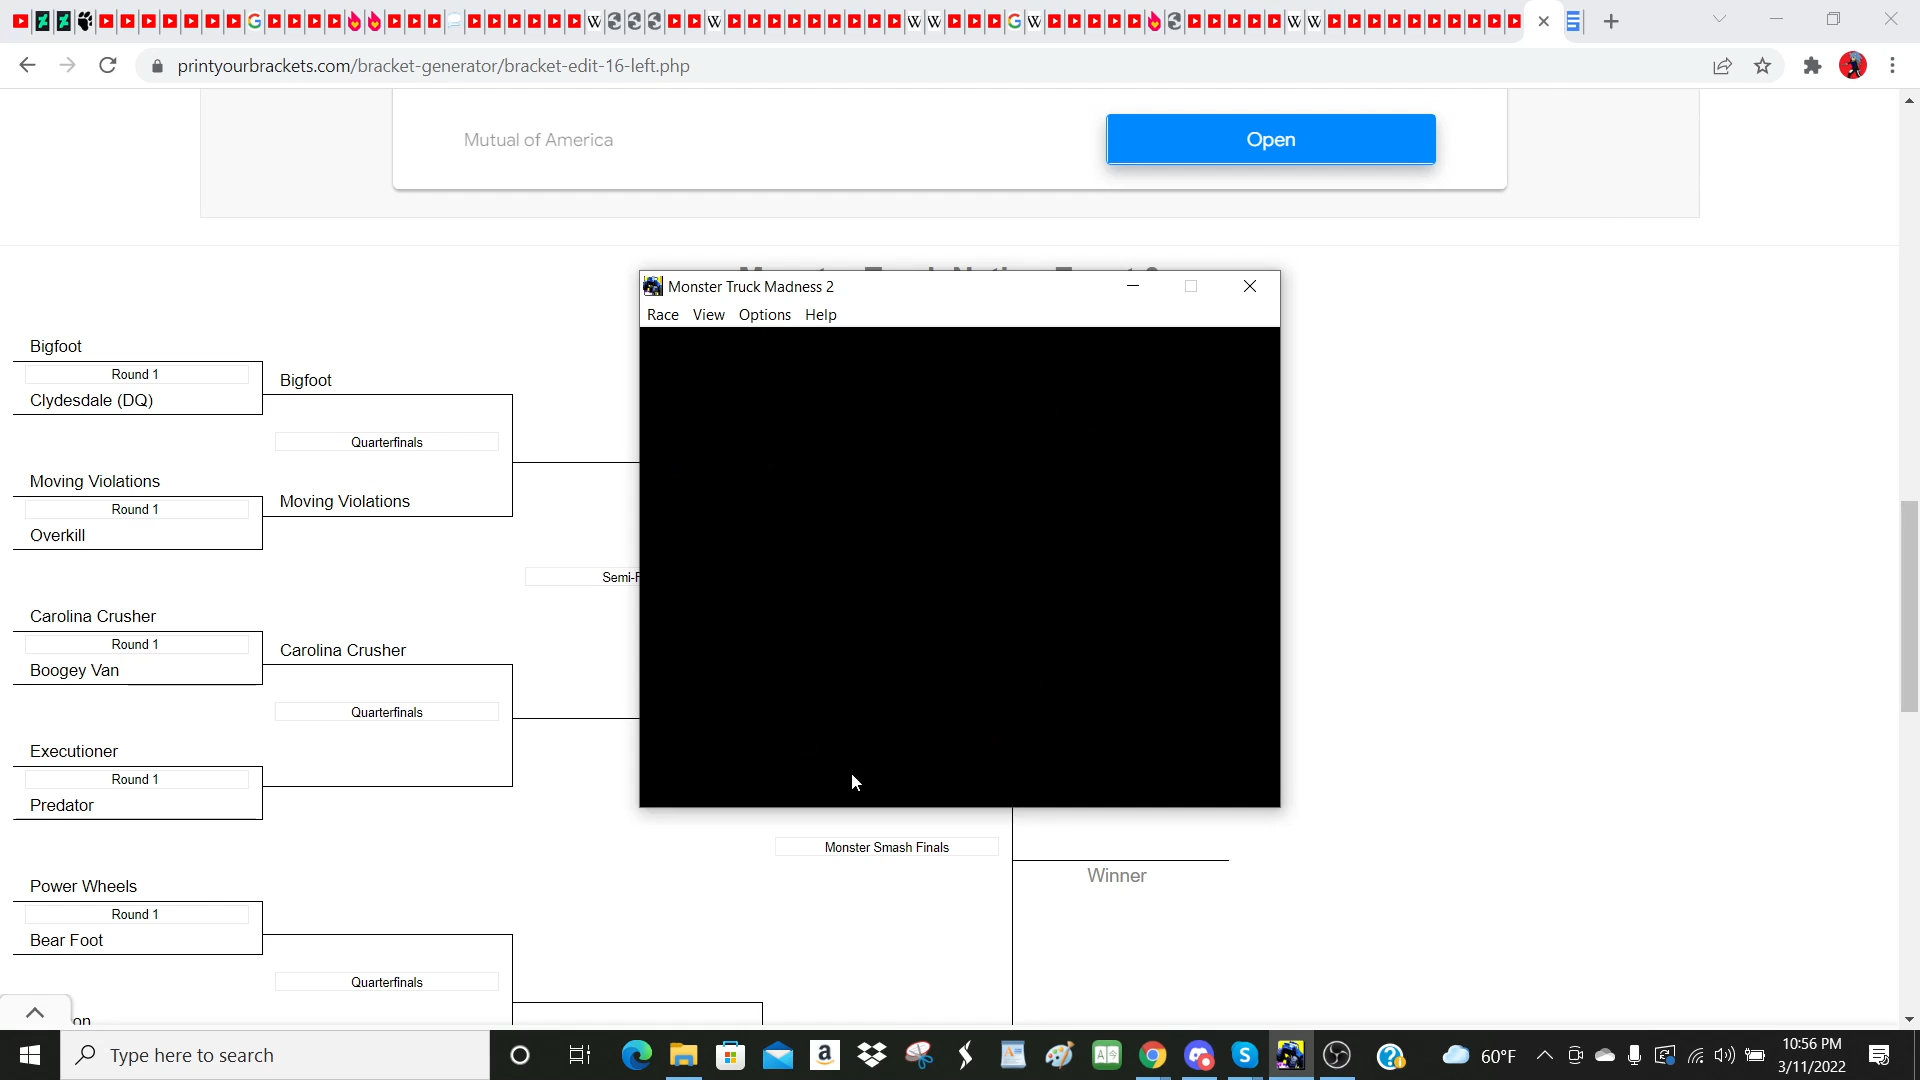 printyourbrackets.com/bracket-generator/bracket-edit-16-left.php
Mutual of America
Open
Monster Truck Madness 2
Race View Options Help
Bigfoot
Round 1
Clydesdale (DQ)
Bigfoot
Quarterfinals
Moving Violations
Round 1
Overkill
Moving Violations
Semi-F
Carolina Crusher
Round 1
Boogey Van
Carolina Crusher
Quarterfinals
Executioner
Round 1
Predator
Monster Smash Finals
Winner
Power Wheels
Round 1
Bear Foot
Quarterfinals
on
Type here to search
60°F
10:56 PM
3/11/2022